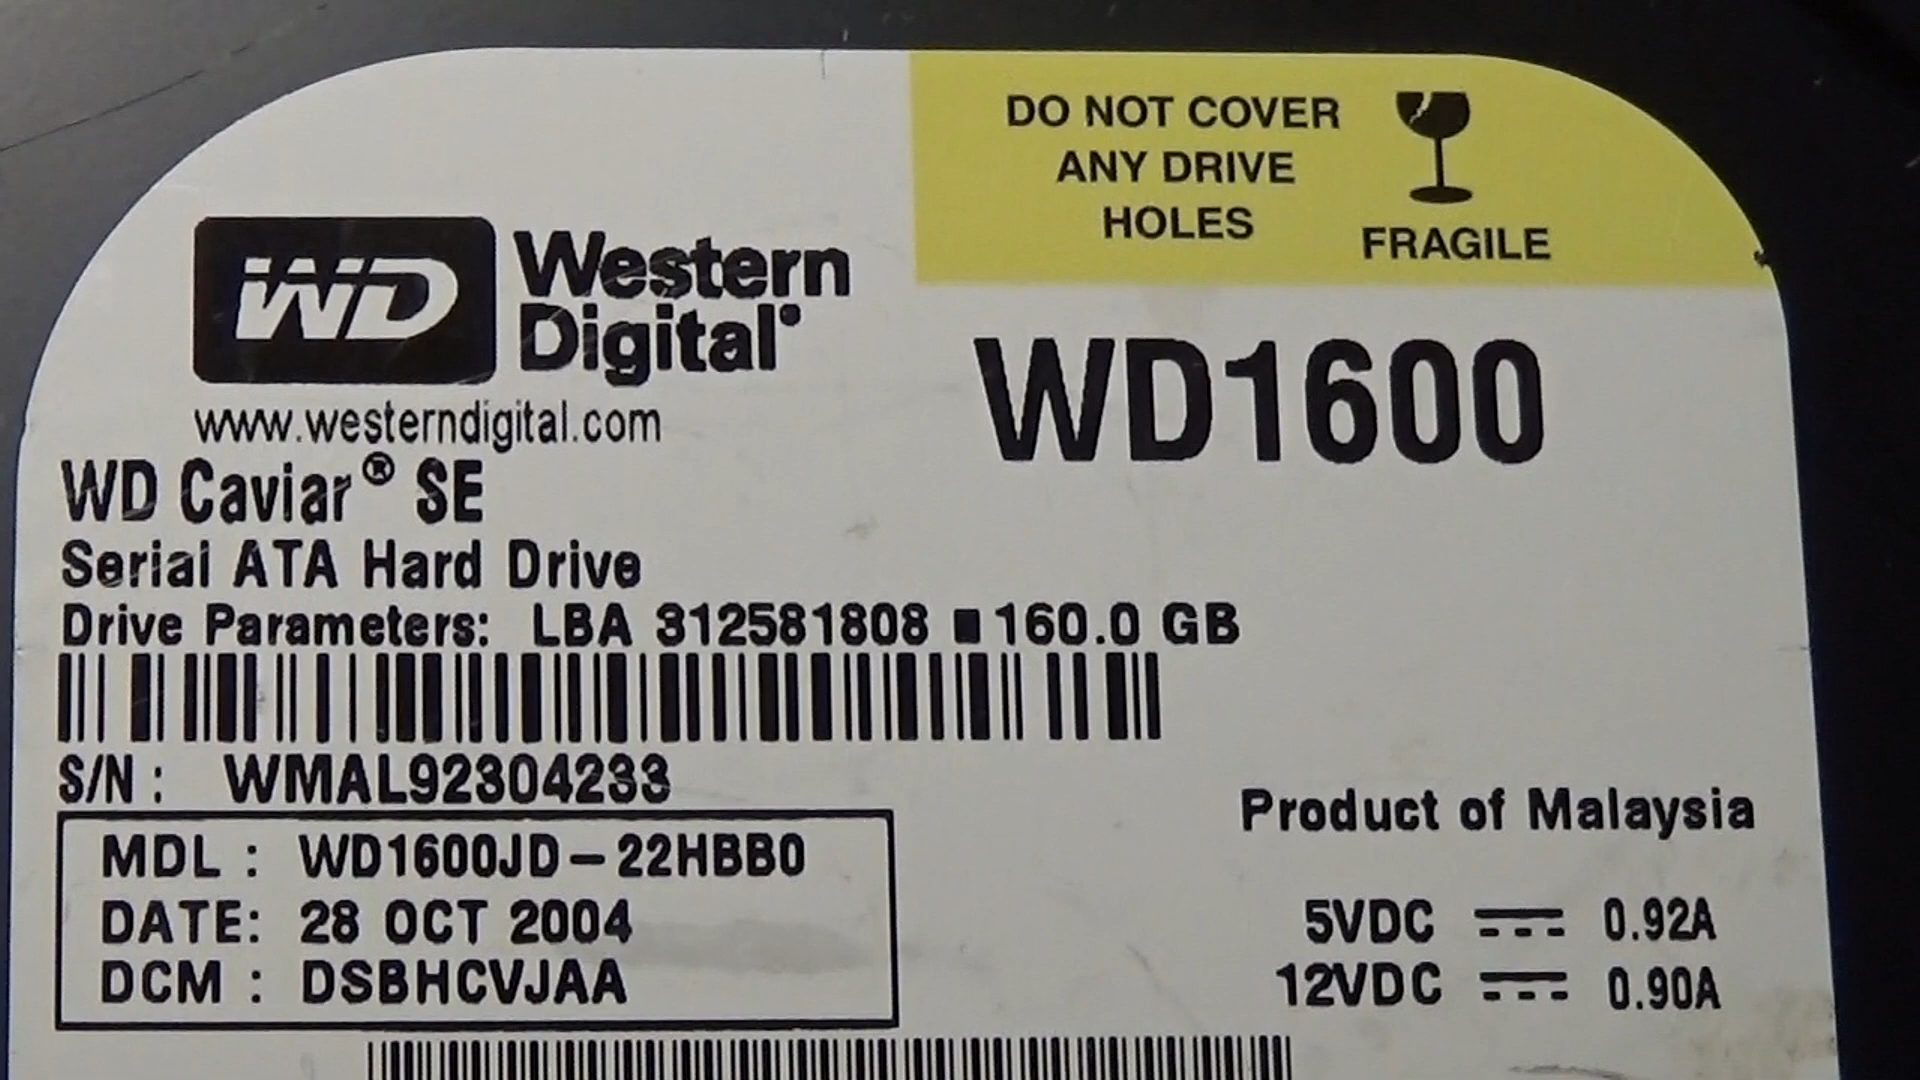 DO NOT COVER
ANY DRIVE
HOLES
FRAGILE
WD Western
Digital®
www.westerndigital.com
WD1600
WD Caviar® SE
Serial ATA Hard Drive
Drive Parameters: LBA 312581808 ■ 160.0 GB
S/N : WMAL92304233
Product of Malaysia
MDL : WD1600JD-22HBB0
DATE: 28 OCT 2004
DCM : DSBHCVJAA
5VDC ⎓ 0.92A
12VDC ⎓ 0.90A